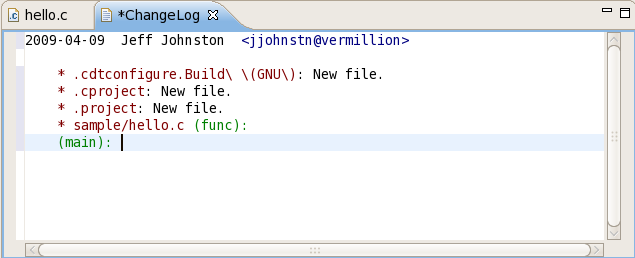 hello.c *ChangeLog
2009-04-09 Jeff Johnston <jjohnstn@vermillion>
* .cdtconfigure.Build\ \(GNU\): New file.
* .cproject: New file.
* .project: New file.
* sample/hello.c (func):
(main):